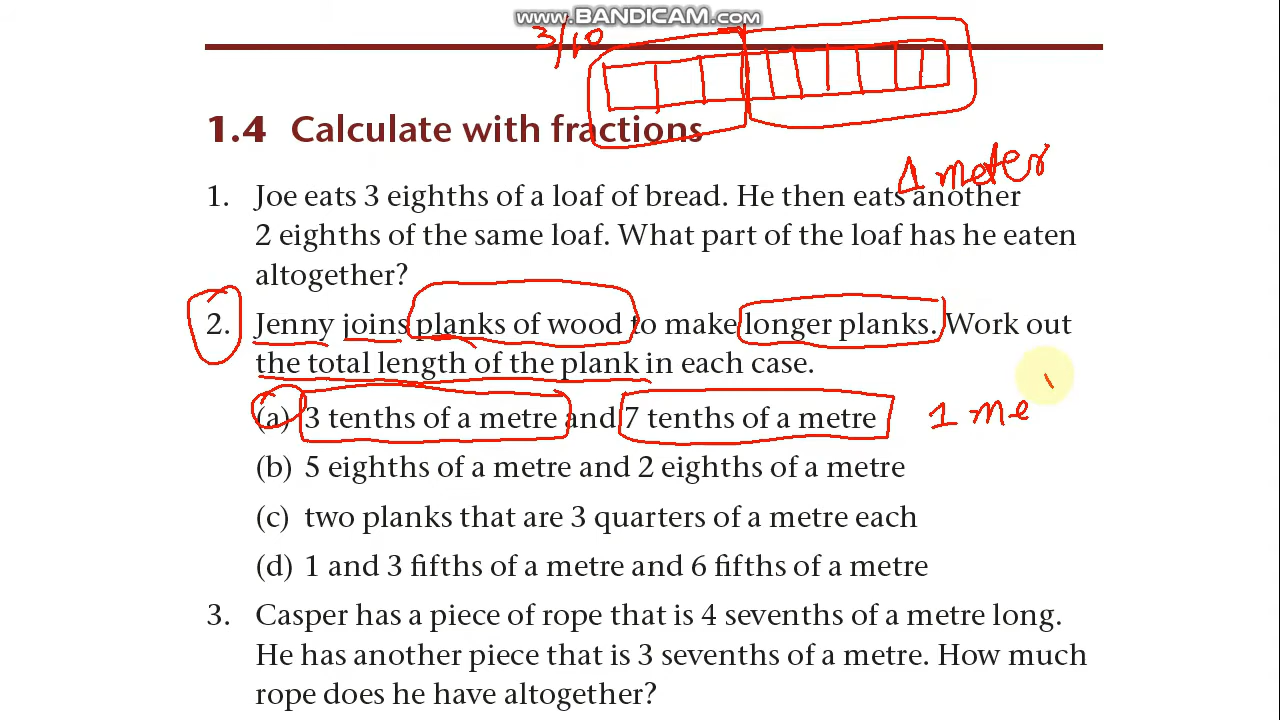 www.BANDICAM.com
3/10
1.4 Calculate with fractions
1 meter
1. Joe eats 3 eighths of a loaf of bread. He then eats another
2 eighths of the same loaf. What part of the loaf has he eaten
altogether?
2. Jenny joins planks of wood to make longer planks. Work out
the total length of the plank in each case.
(a) 3 tenths of a metre and 7 tenths of a metre 1 me
(b) 5 eighths of a metre and 2 eighths of a metre
(c) two planks that are 3 quarters of a metre each
(d) 1 and 3 fifths of a metre and 6 fifths of a metre
3. Casper has a piece of rope that is 4 sevenths of a metre long.
He has another piece that is 3 sevenths of a metre. How much
rope does he have altogether?